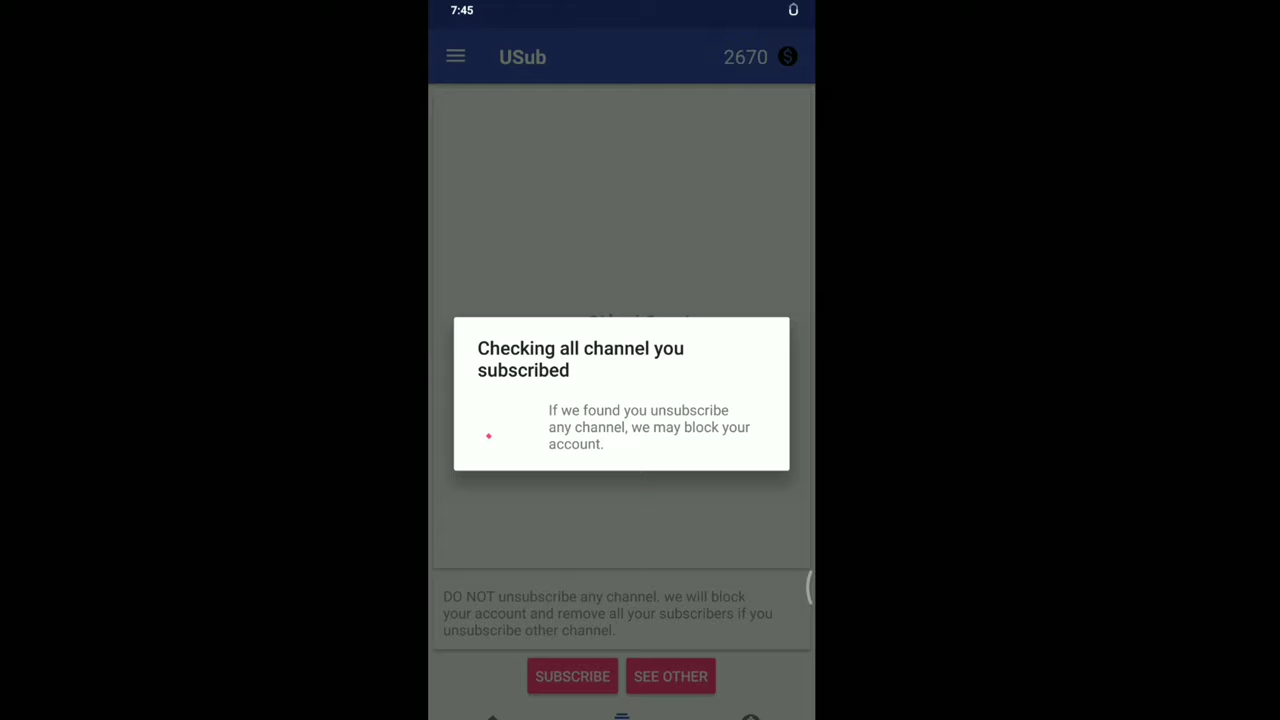 7:45
USub 2670
Checking all channel you
subscribed
If we found you unsubscribe
any channel, we may block your
account.
DO NOT unsubscribe any channel. we will block
your account and remove all your subscribers if you
unsubscribe other channel.
SUBSCRIBE SEE OTHER